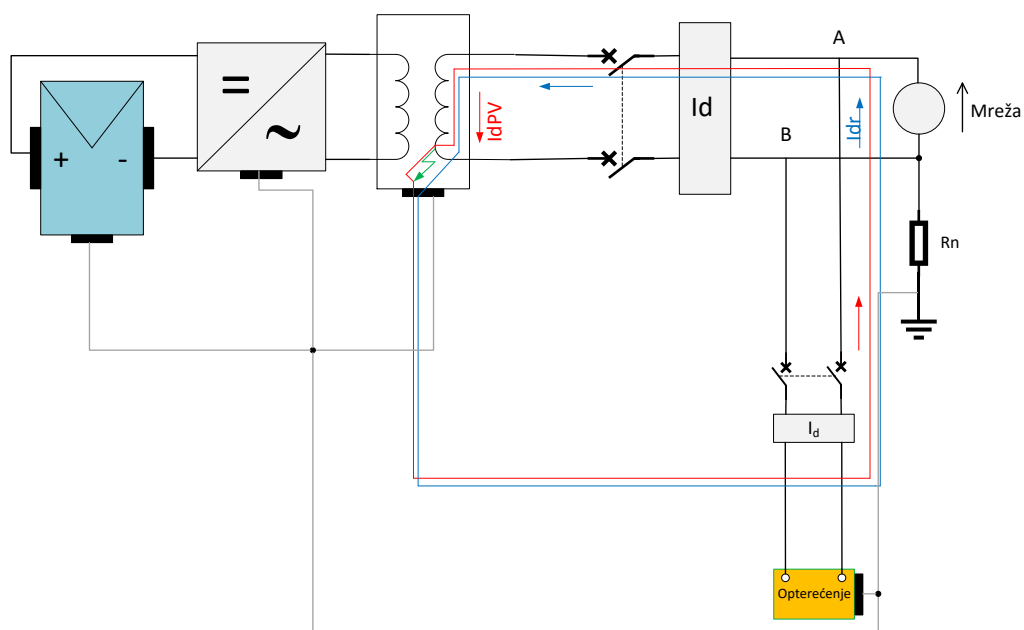 A
=
~
IdPV
Id
Idr
Mreža
+
-
B
Rn
Id
Opterećenje